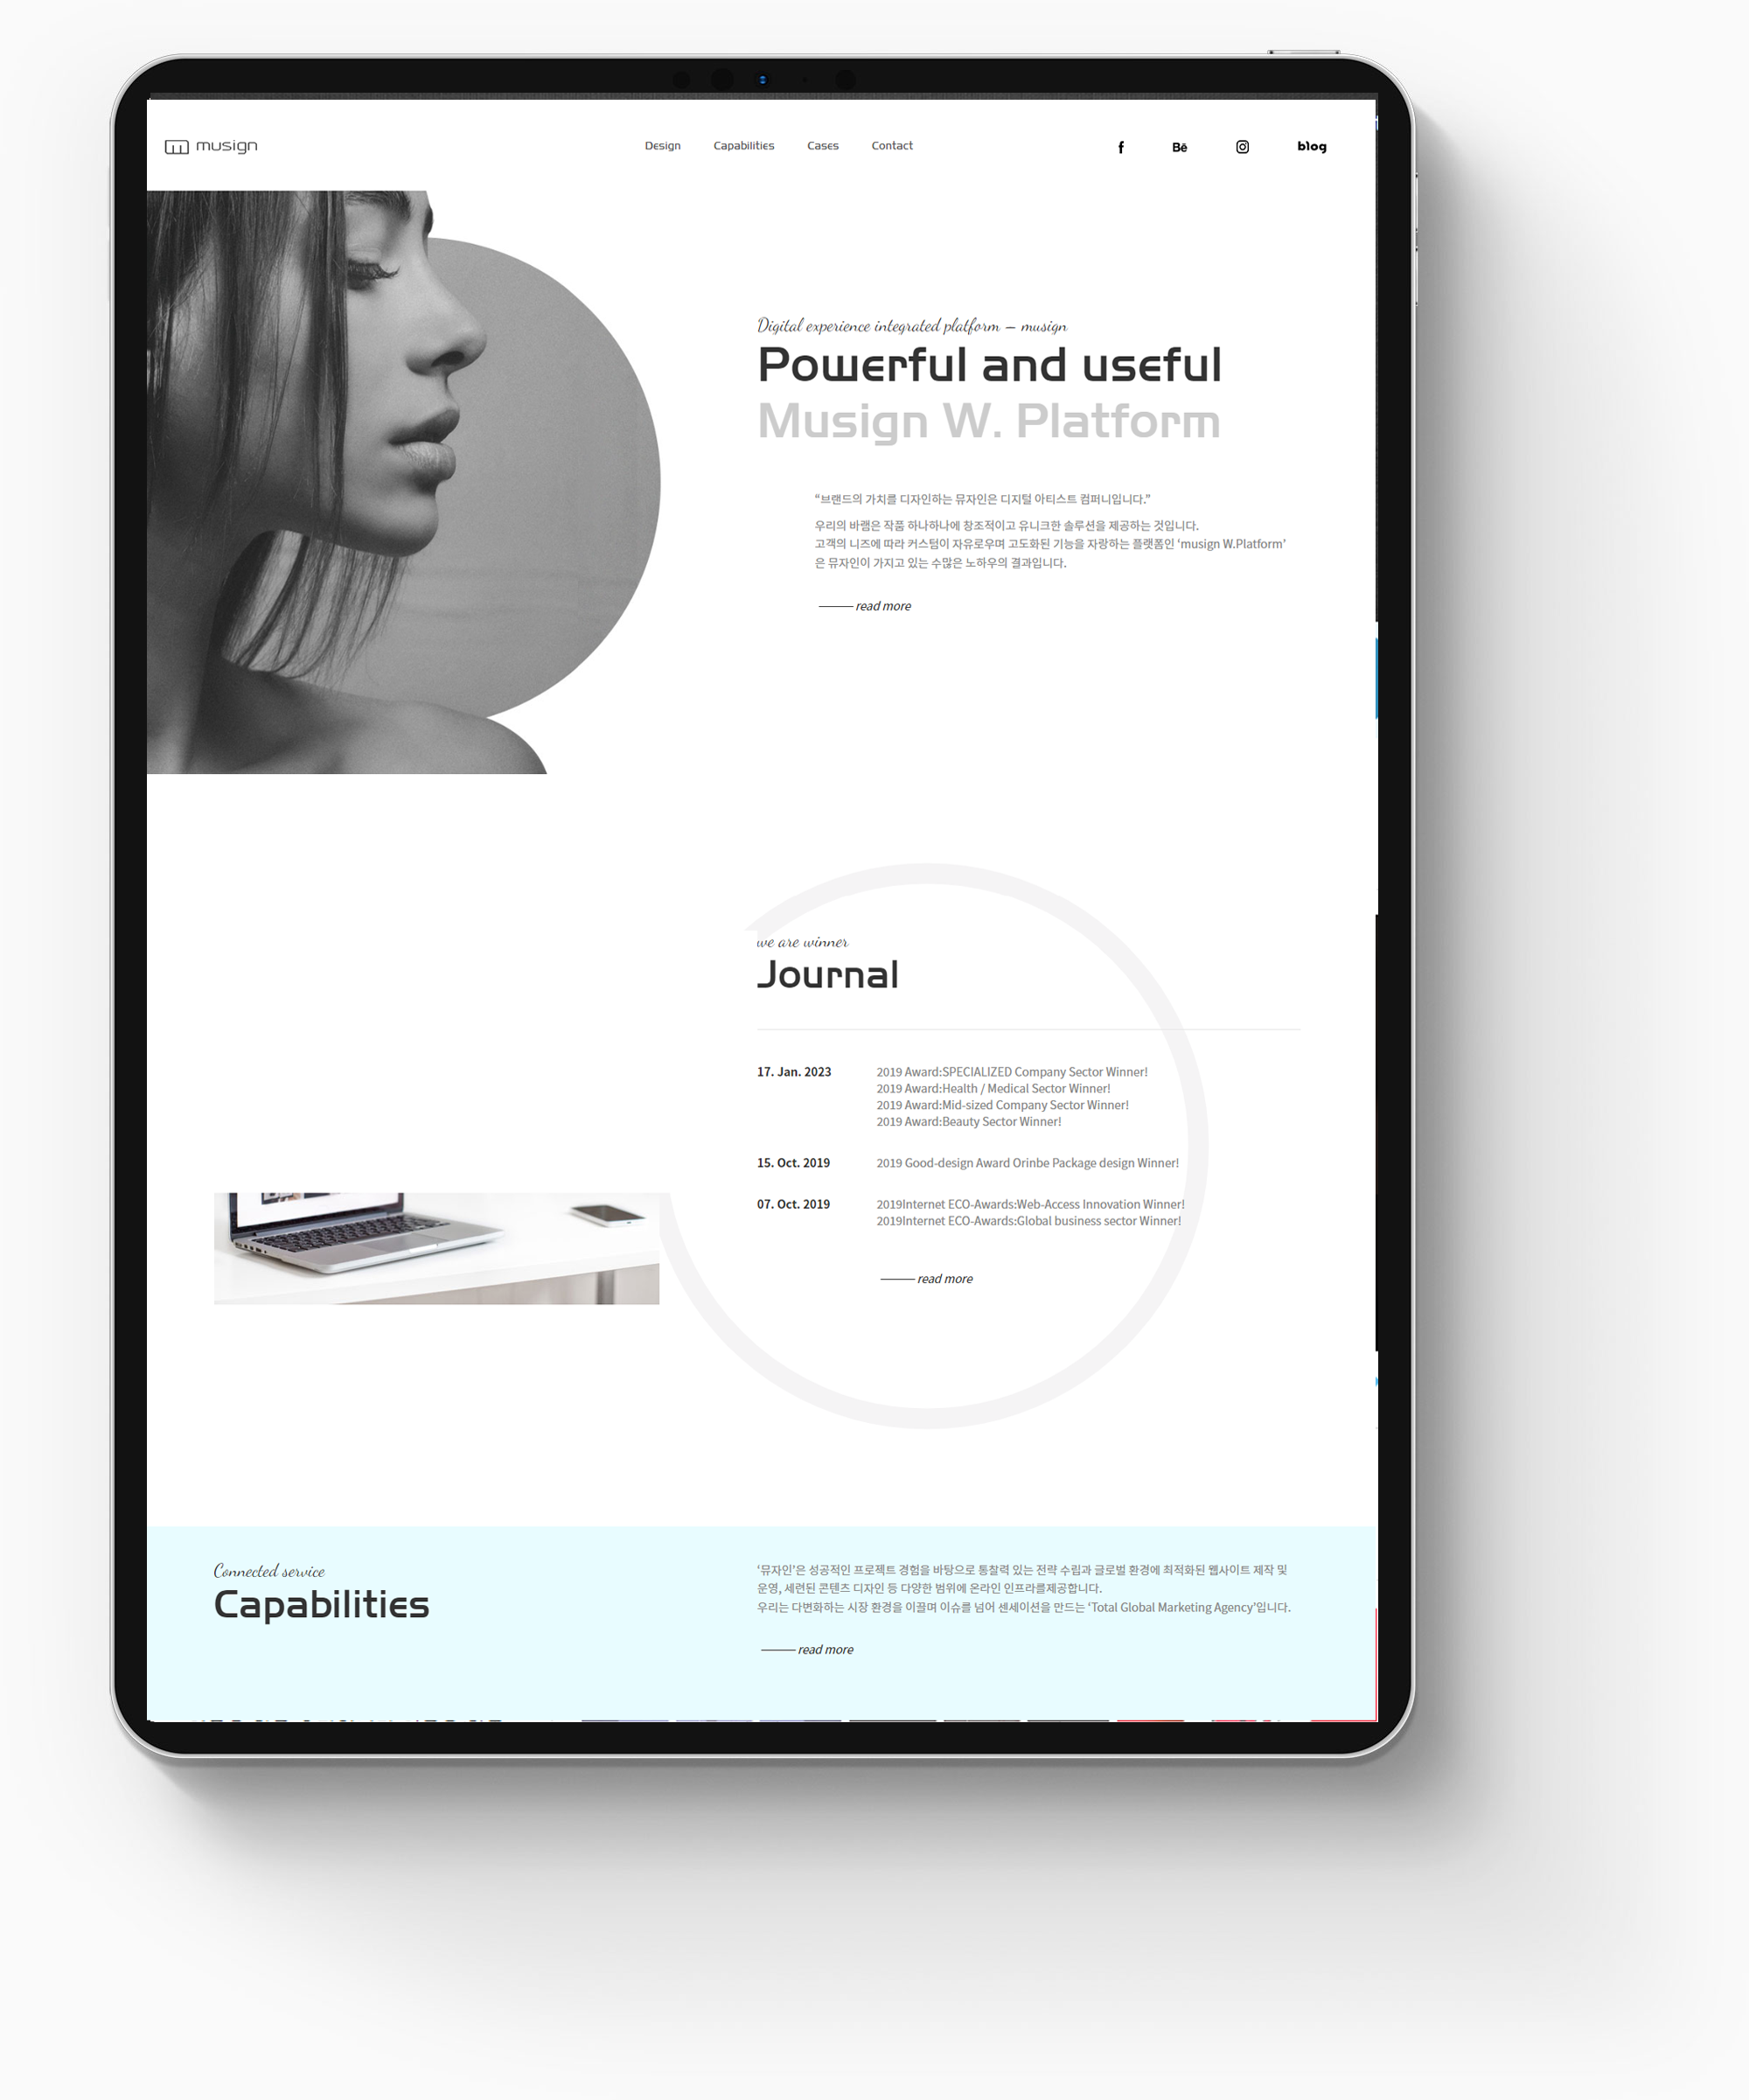 musign
Design Capabilities Cases Contact
f Bē blog
Digital experience integrated platform – musign
Powerful and useful
Musign W. Platform
“브랜드의 가치를 디자인하는 뮤자인은 디지털 아티스트 컴퍼니입니다.”
우리의 바램은 작품 하나하나에 창조적이고 유니크한 솔루션을 제공하는 것입니다.
고객의 니즈에 따라 커스텀이 자유로우며 고도화된 기능을 자랑하는 플랫폼인 ‘musign W.Platform’
은 뮤자인이 가지고 있는 수많은 노하우의 결과입니다.
read more
we are winner
Journal
17. Jan. 2023 2019 Award:SPECIALIZED Company Sector Winner!
2019 Award:Health / Medical Sector Winner!
2019 Award:Mid-sized Company Sector Winner!
2019 Award:Beauty Sector Winner!
15. Oct. 2019 2019 Good-design Award Orinbe Package design Winner!
07. Oct. 2019 2019Internet ECO-Awards:Web-Access Innovation Winner!
2019Internet ECO-Awards:Global business sector Winner!
read more
Connected service
Capabilities
‘뮤자인’은 성공적인 프로젝트 경험을 바탕으로 통찰력 있는 전략 수립과 글로벌 환경에 최적화된 웹사이트 제작 및
운영, 세련된 콘텐츠 디자인 등 다양한 범위에 온라인 인프라를제공합니다.
우리는 다변화하는 시장 환경을 이끌며 이슈를 넘어 센세이션을 만드는 ‘Total Global Marketing Agency’입니다.
read more